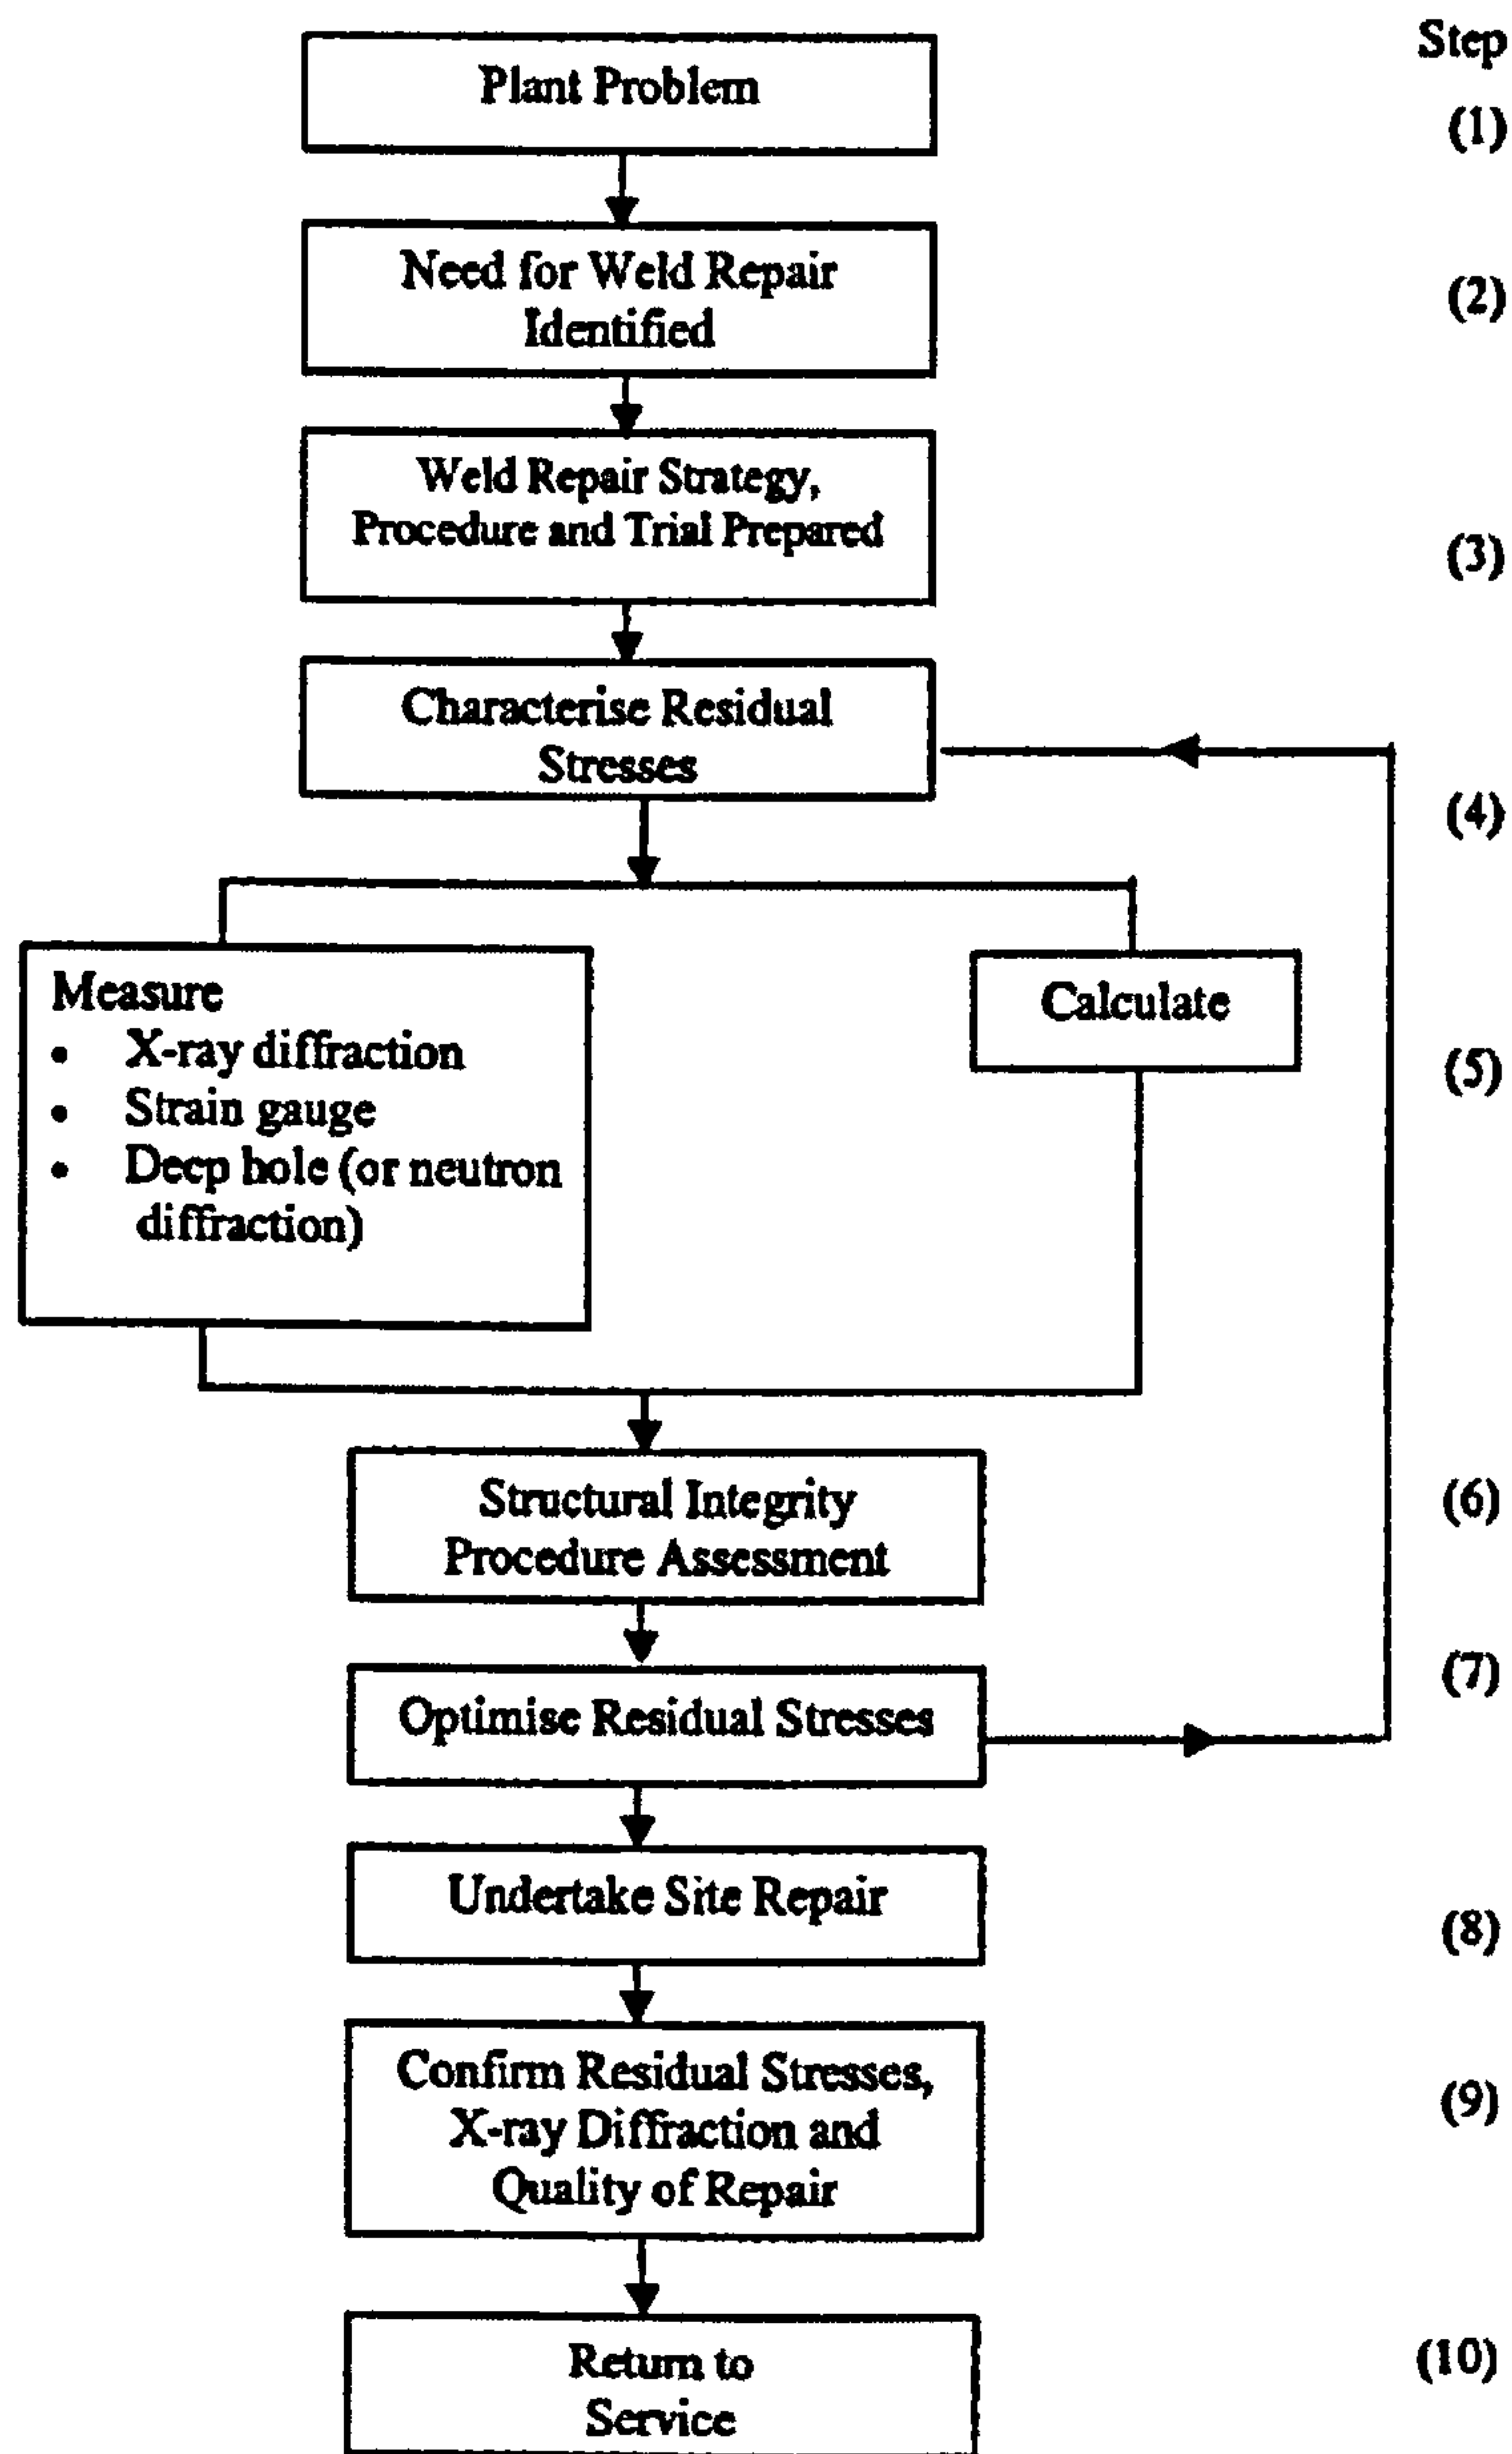 Step
Plant Problem
(1)
Need for Weld Repair
Identified
(2)
Weld Repair Strategy,
Procedure and Trial Prepared
(3)
Characterise Residual
Stresses
(4)
Measure
• X-ray diffraction
• Strain gauge
• Deep hole (or neutron
diffraction)
Calculate
(5)
Structural Integrity
Procedure Assessment
(6)
Optimise Residual Stresses
(7)
Undertake Site Repair
(8)
Confirm Residual Stresses,
X-ray Diffraction and
Quality of Repair
(9)
Return to
Service
(10)